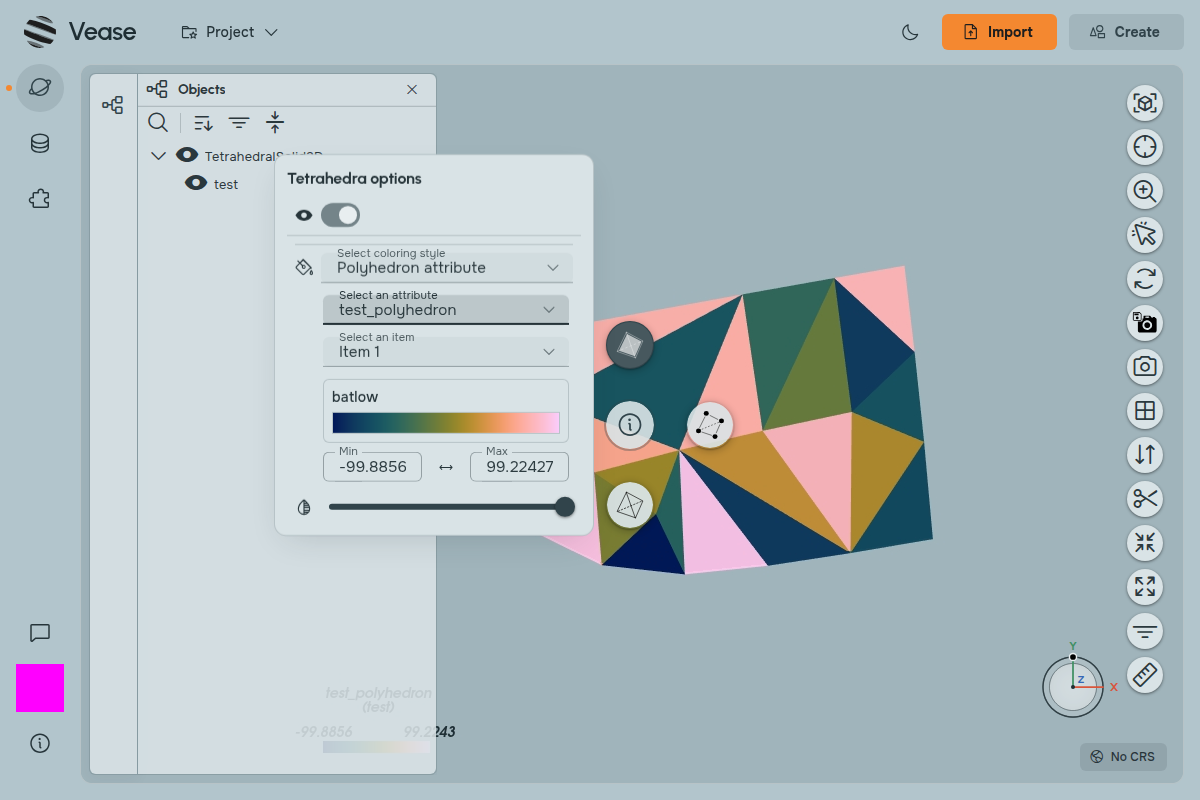 Vease
Project
Import
Create
Objects
test
Tetrahedra options
Select coloring style
Polyhedron attribute
Select an attribute
test_polyhedron
Select an item
Item 1
batlow
Min
-99.8856
Max
99.22427
test_polyhedron
(test)
-99.8856 99.2243
Y
Z
X
No CRS